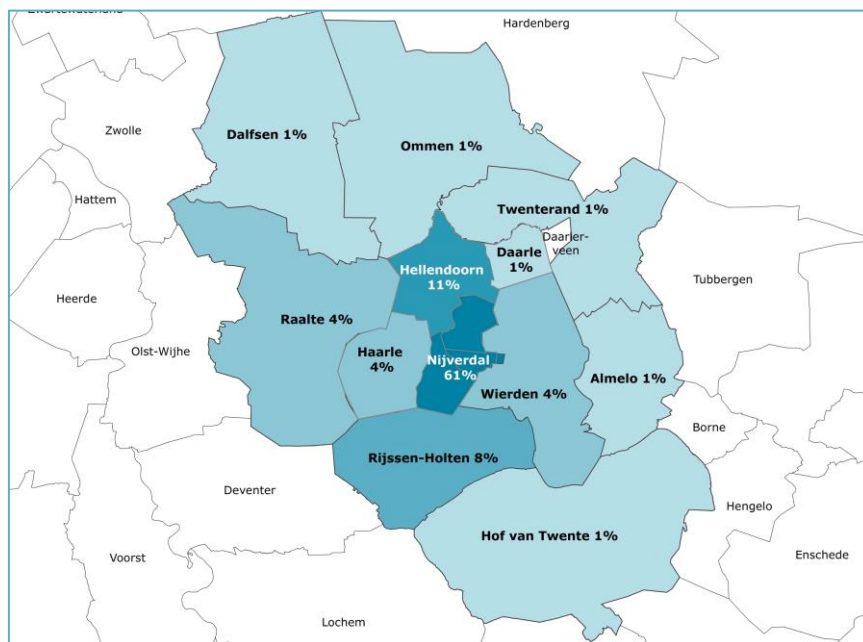 Hardenberg
Zwolle
Dalfsen 1%
Ommen 1%
Hattem
Twenterand 1%
Daarler-
veen
Daarle
1%
Hellendoorn
11%
Tubbergen
Heerde
Raalte 4%
Olst-Wijhe
Haarle
4%
Nijverdal
61%
Wierden 4%
Almelo 1%
Borne
Rijssen-Holten 8%
Deventer
Hengelo
Hof van Twente 1%
Enschede
Voorst
Lochem